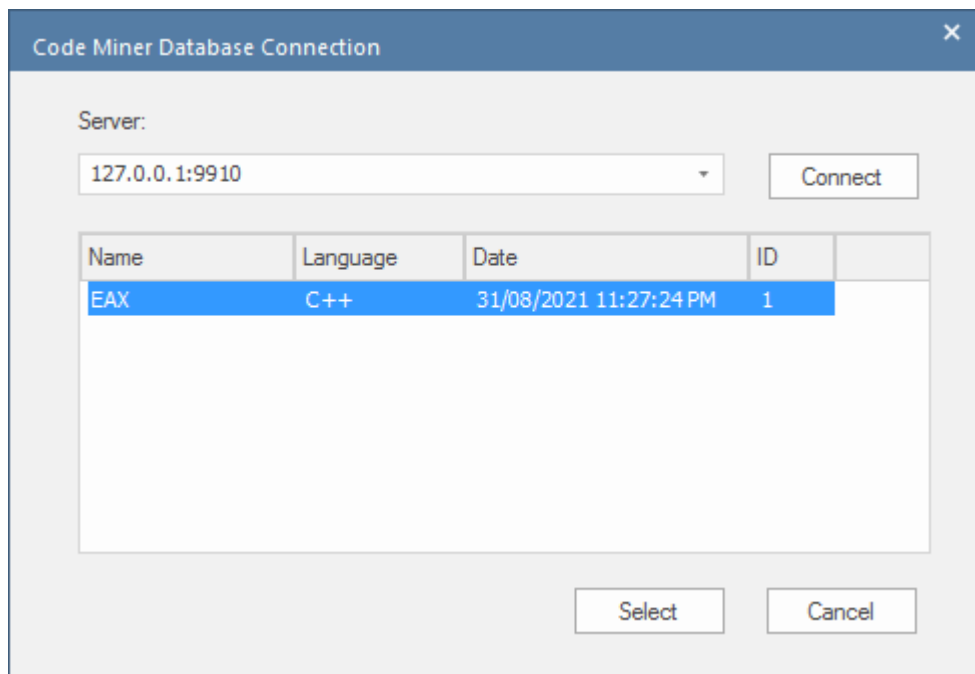 Code Miner Database Connection
Server:
127.0.0.1:9910
Connect
Name Language Date ID
EAX C++ 31/08/2021 11:27:24 PM 1
Select Cancel